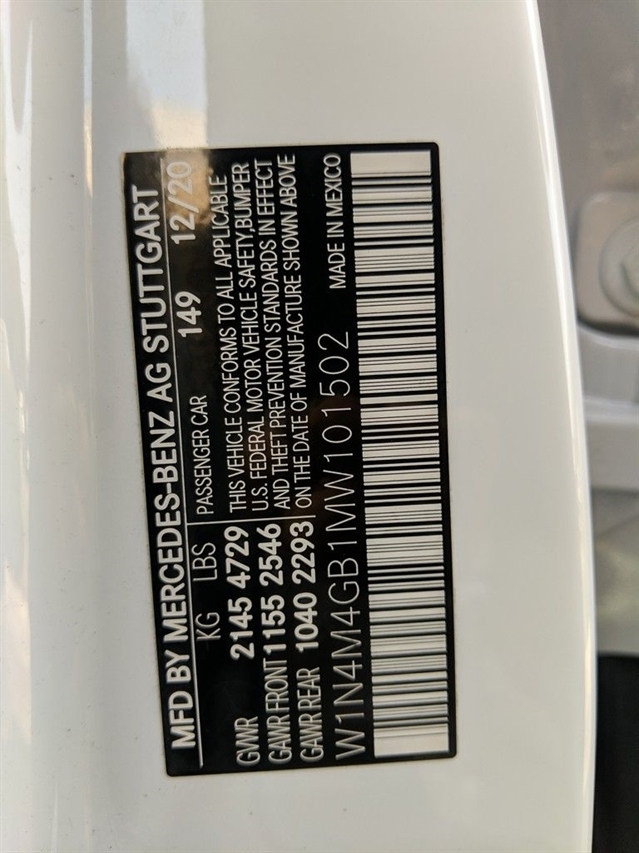 MFD BY MERCEDES-BENZ AG STUTTGART
KG LBS PASSENGER CAR 149 12/20
GVWR 2145 4729 THIS VEHICLE CONFORMS TO ALL APPLICABLE
U.S. FEDERAL MOTOR VEHICLE SAFETY,BUMPER
GAWR FRONT 1155 2546 AND THEFT PREVENTION STANDARDS IN EFFECT
GAWR REAR 1040 2293 ON THE DATE OF MANUFACTURE SHOWN ABOVE
W1N4M4GB1MW101502 MADE IN MEXICO